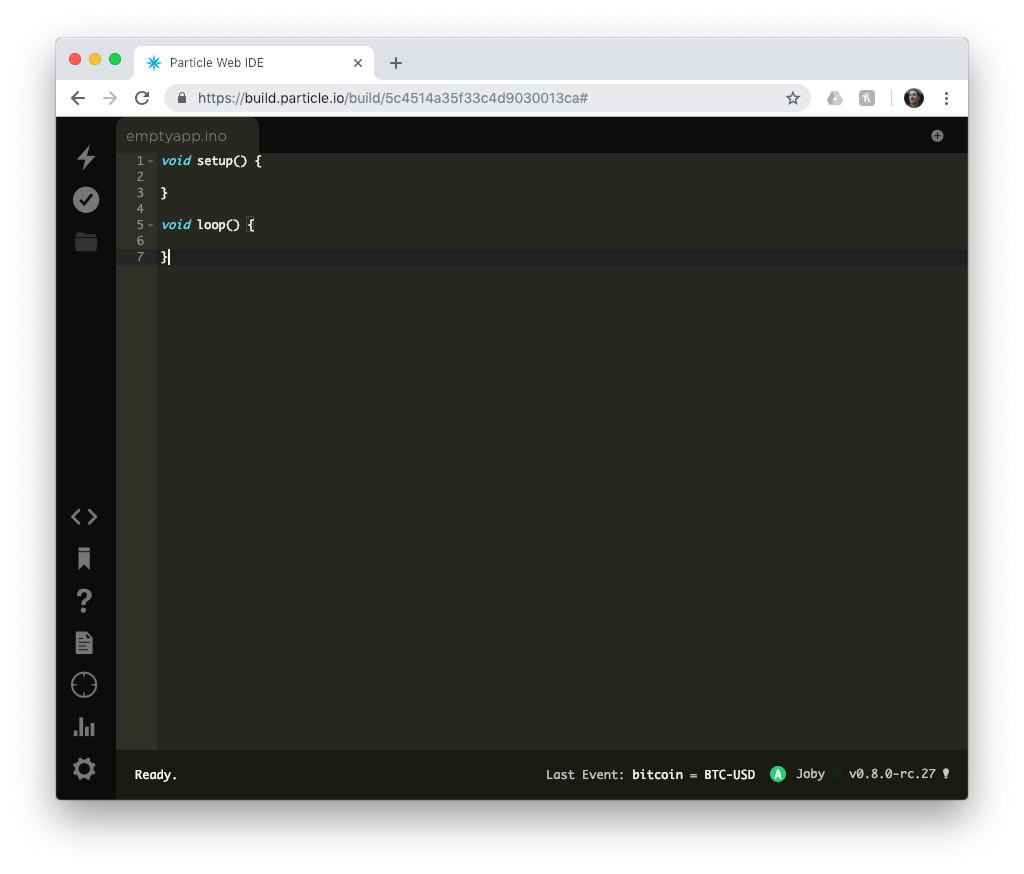 Particle Web IDE
https://build.particle.io/build/5c4514a35f33c4d9030013ca#
emptyapp.ino
1 void setup() {
2
3 }
4
5 void loop() {
6
7 }
Ready.
Last Event: bitcoin = BTC-USD A Joby v0.8.0-rc.27